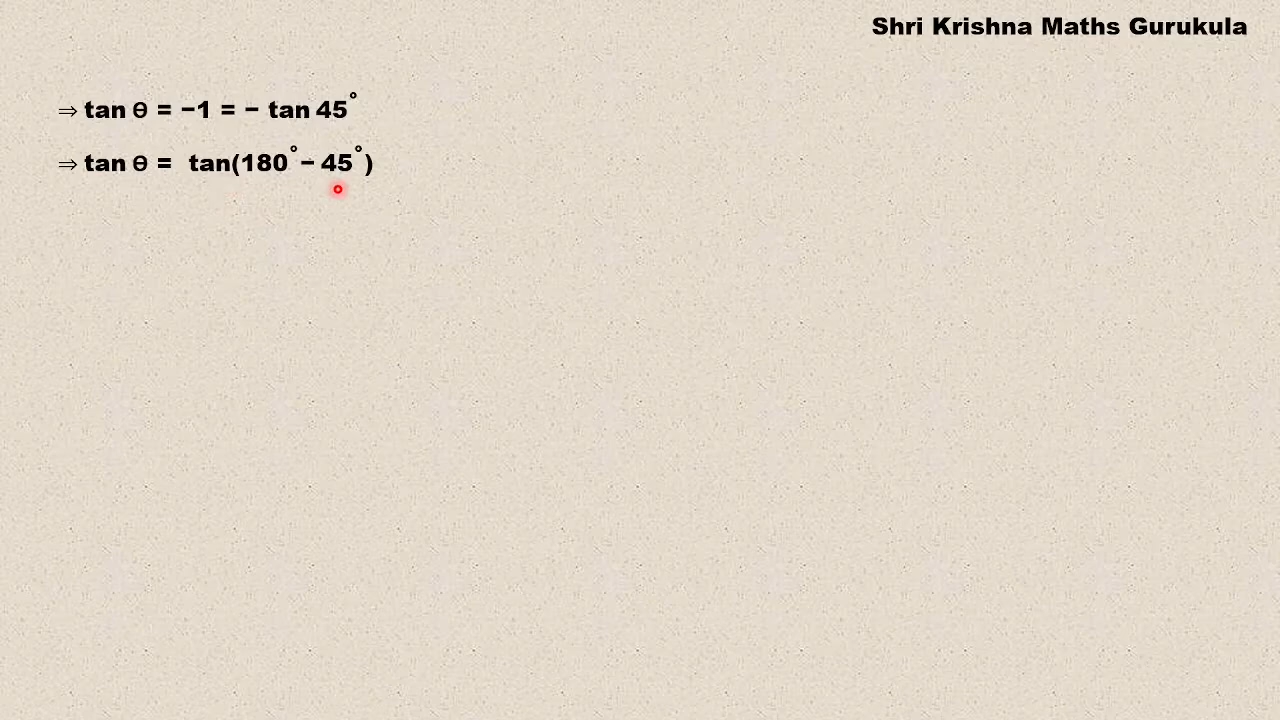 Shri Krishna Maths Gurukula
⇒ tan θ = −1 = − tan 45°
⇒ tan θ = tan(180°− 45°)